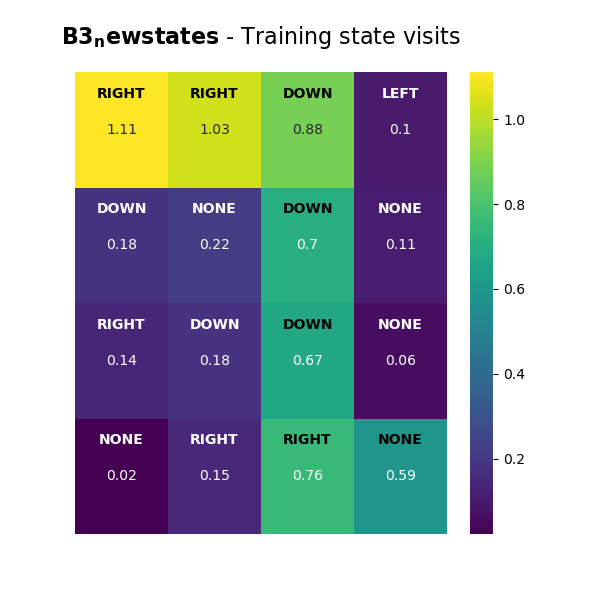 B3ₙewstates - Training state visits
RIGHT RIGHT DOWN LEFT
1.11 1.03 0.88 0.1
1.0
DOWN NONE DOWN NONE
0.8
0.18 0.22 0.7 0.11
0.6
RIGHT DOWN DOWN NONE
0.14 0.18 0.67 0.06
0.4
NONE RIGHT RIGHT NONE
0.2
0.02 0.15 0.76 0.59